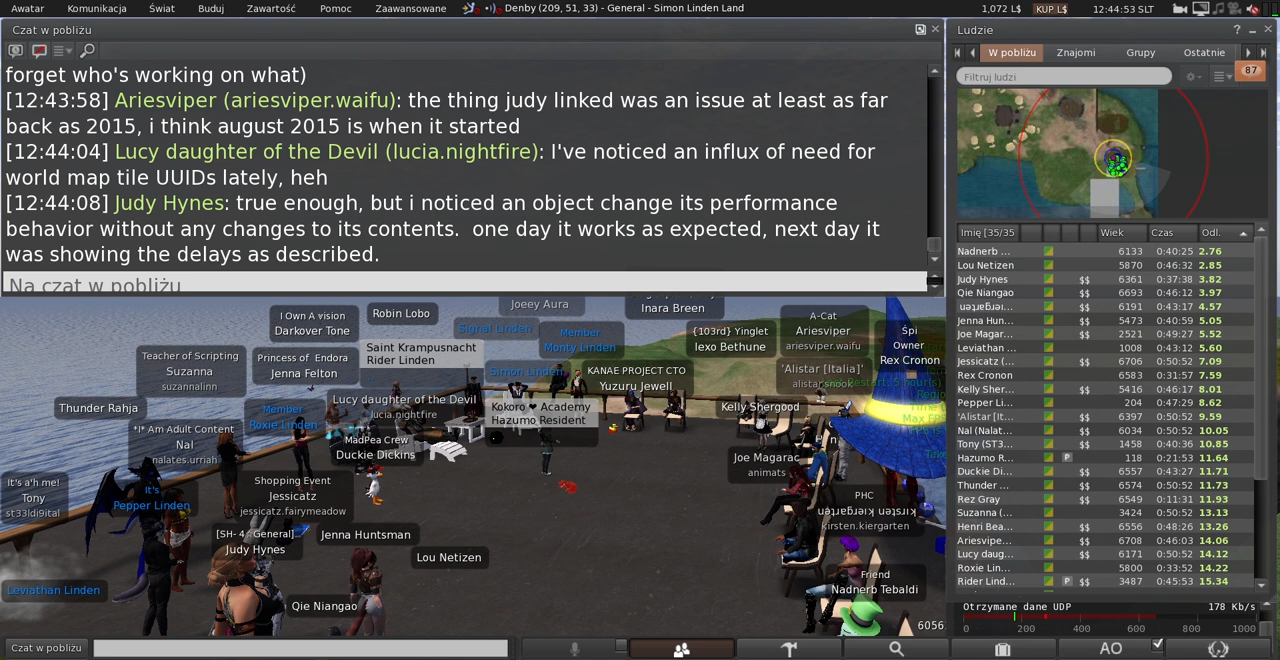 Awatar Komunikacja Świat Buduj Zawartość Pomoc Zaawansowane Denby (209, 51, 33) - General - Simon Linden Land 1,072 L$ KUP L$ 12:44:53 SLT
Czat w pobliżu
forget who's working on what)
[12:43:58] Ariesviper (ariesviper.waifu): the thing judy linked was an issue at least as far
back as 2015, i think august 2015 is when it started
[12:44:04] Lucy daughter of the Devil (lucia.nightfire): I've noticed an influx of need for
world map tile UUIDs lately, heh
[12:44:08] Judy Hynes: true enough, but i noticed an object change its performance
behavior without any changes to its contents.  one day it works as expected, next day it
was showing the delays as described.
Na czat w pobliżu
Joeey Aura
Inara Breen
I Own A vision
Darkover Tone
Robin Lobo
Signal Linden
Member
Monty Linden
{103rd} Yinglet
Iexo Bethune
A-Cat
Ariesviper
ariesviper.waifu
Śpi
Owner
Rex Cronon
Teacher of Scripting
Suzanna
suzannalinn
Princess of Endora
Jenna Felton
Saint Krampusnacht
Rider Linden
Simon Linden
KANAE PROJECT CTO
Yuzuru Jewell
'Alistar [Italia]'
alistar.snook
Thunder Rahja
Member
Roxie Linden
Lucy daughter of the Devil
lucia.nightfire
Kokoro ❤ Academy
Hazumo Resident
Kelly Shergood
*I* Am Adult Content
Nal
nalates.urriah
MadPea Crew
Duckie Dickins
Joe Magarac
animats
It's a'h me!
Tony
st33ldi9ital
It's
Pepper Linden
Shopping Event
Jessicatz
jessicatz.fairymeadow
PHC
kirsten.kiergarten
[SH- 4 General]
Judy Hynes
Jenna Huntsman
Lou Netizen
Friend
Nadnerb Tebaldi
Leviathan Linden
Qie Niangao
6056
Czat w pobliżu
AO
Ludzie
W pobliżu Znajomi Grupy Ostatnie
Filtruj ludzi
87
Imię [35/35 Wiek Czas Odl.
Nadnerb ... 6133 0:40:25 2.76
Lou Netizen 5870 0:46:32 2.85
Judy Hynes $$ 6361 0:37:38 3.82
Qie Niangao $$ 6693 0:46:12 3.97
$$ 6191 0:43:17 4.57
Jenna Hun... $$ 5473 0:40:59 5.05
Joe Magar... $$ 2521 0:49:27 5.52
Leviathan ... 1008 0:43:12 5.60
Jessicatz (... $$ 6706 0:50:52 7.09
Rex Cronon 6583 0:31:57 7.59
Kelly Sher... $$ 5416 0:46:17 8.01
Pepper Li... 204 0:47:29 8.62
'Alistar [It... $$ 6397 0:50:52 9.59
Nal (Nalat... $$ 6034 0:50:52 10.05
Tony (ST3... $$ 1458 0:40:36 10.85
Hazumo R... P 118 0:21:53 11.64
Duckie Di... $$ 6557 0:43:27 11.71
Thunder ... $$ 6574 0:50:52 11.73
Rez Gray $$ 6549 0:11:31 11.93
Suzanna (... 3424 0:50:52 13.13
Henri Bea... $$ 6556 0:48:26 13.26
Ariesvipe... $$ 6708 0:46:03 14.06
Lucy daug... $$ 6171 0:50:52 14.12
Roxie Lin... 5800 0:33:52 14.22
Rider Lind... P $$ 3487 0:45:53 15.34
Otrzymane dane UDP 178 Kb/s
0 200 400 600 800 1000